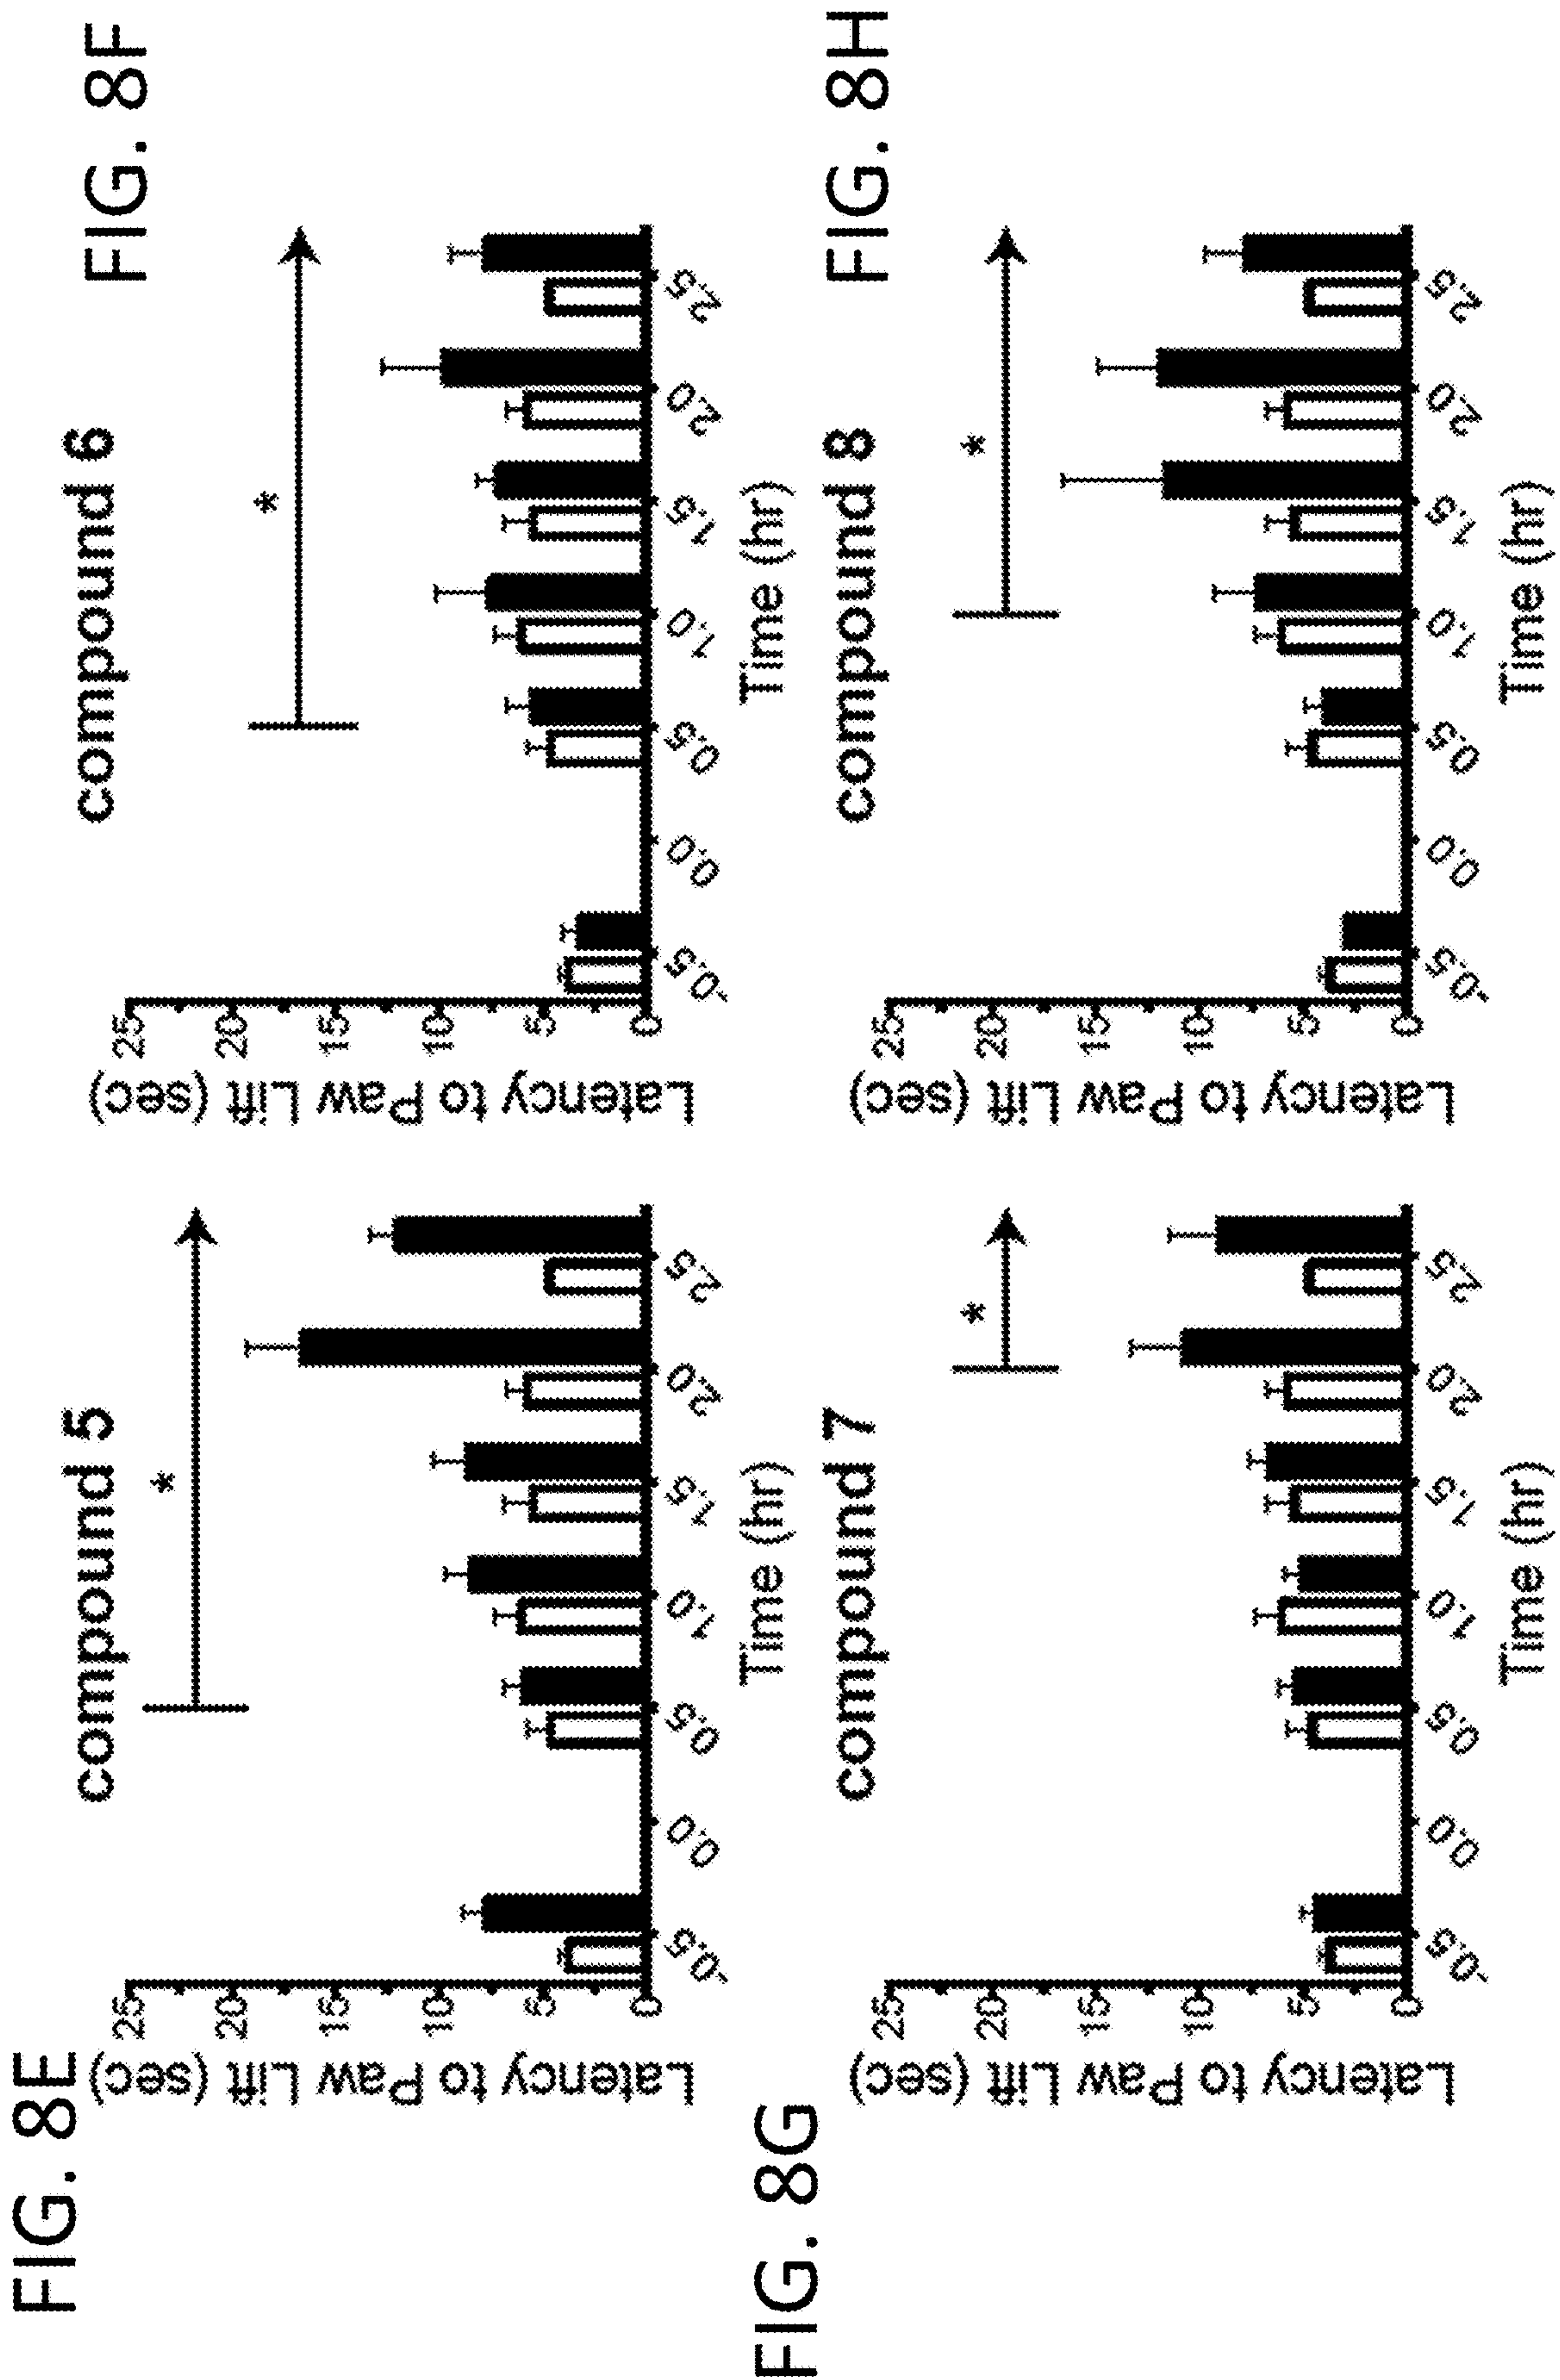 FIG. 8E
compound 5
*
Latency to Paw Lift (sec)
25
20
15
10
5
0
-0.5 0.0 0.5 1.0 1.5 2.0 2.5
Time (hr)
FIG. 8F
compound 6
*
Latency to Paw Lift (sec)
25
20
15
10
5
0
-0.5 0.0 0.5 1.0 1.5 2.0 2.5
Time (hr)
FIG. 8G
compound 7
*
Latency to Paw Lift (sec)
25
20
15
10
5
0
-0.5 0.0 0.5 1.0 1.5 2.0 2.5
Time (hr)
FIG. 8H
compound 8
*
Latency to Paw Lift (sec)
25
20
15
10
5
0
-0.5 0.0 0.5 1.0 1.5 2.0 2.5
Time (hr)